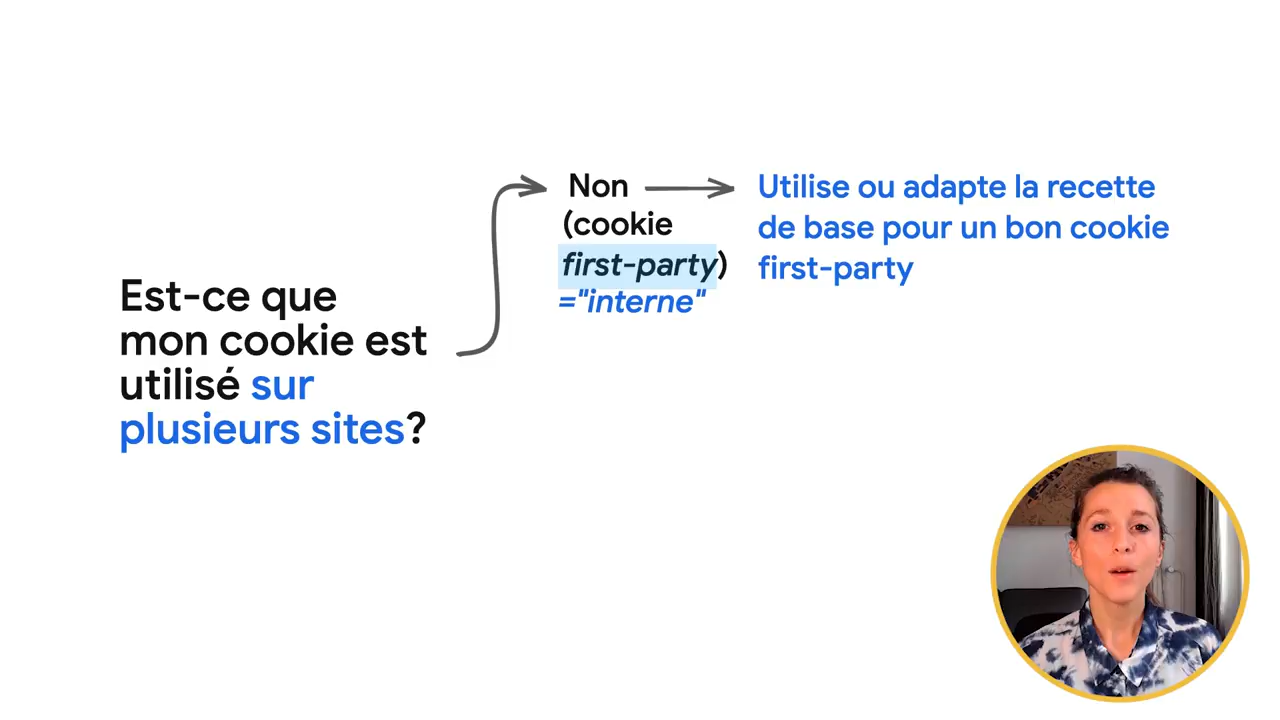 Est-ce que
mon cookie est
utilisé sur
plusieurs sites?
Non
(cookie
first-party)
="interne"
Utilise ou adapte la recette
de base pour un bon cookie
first-party